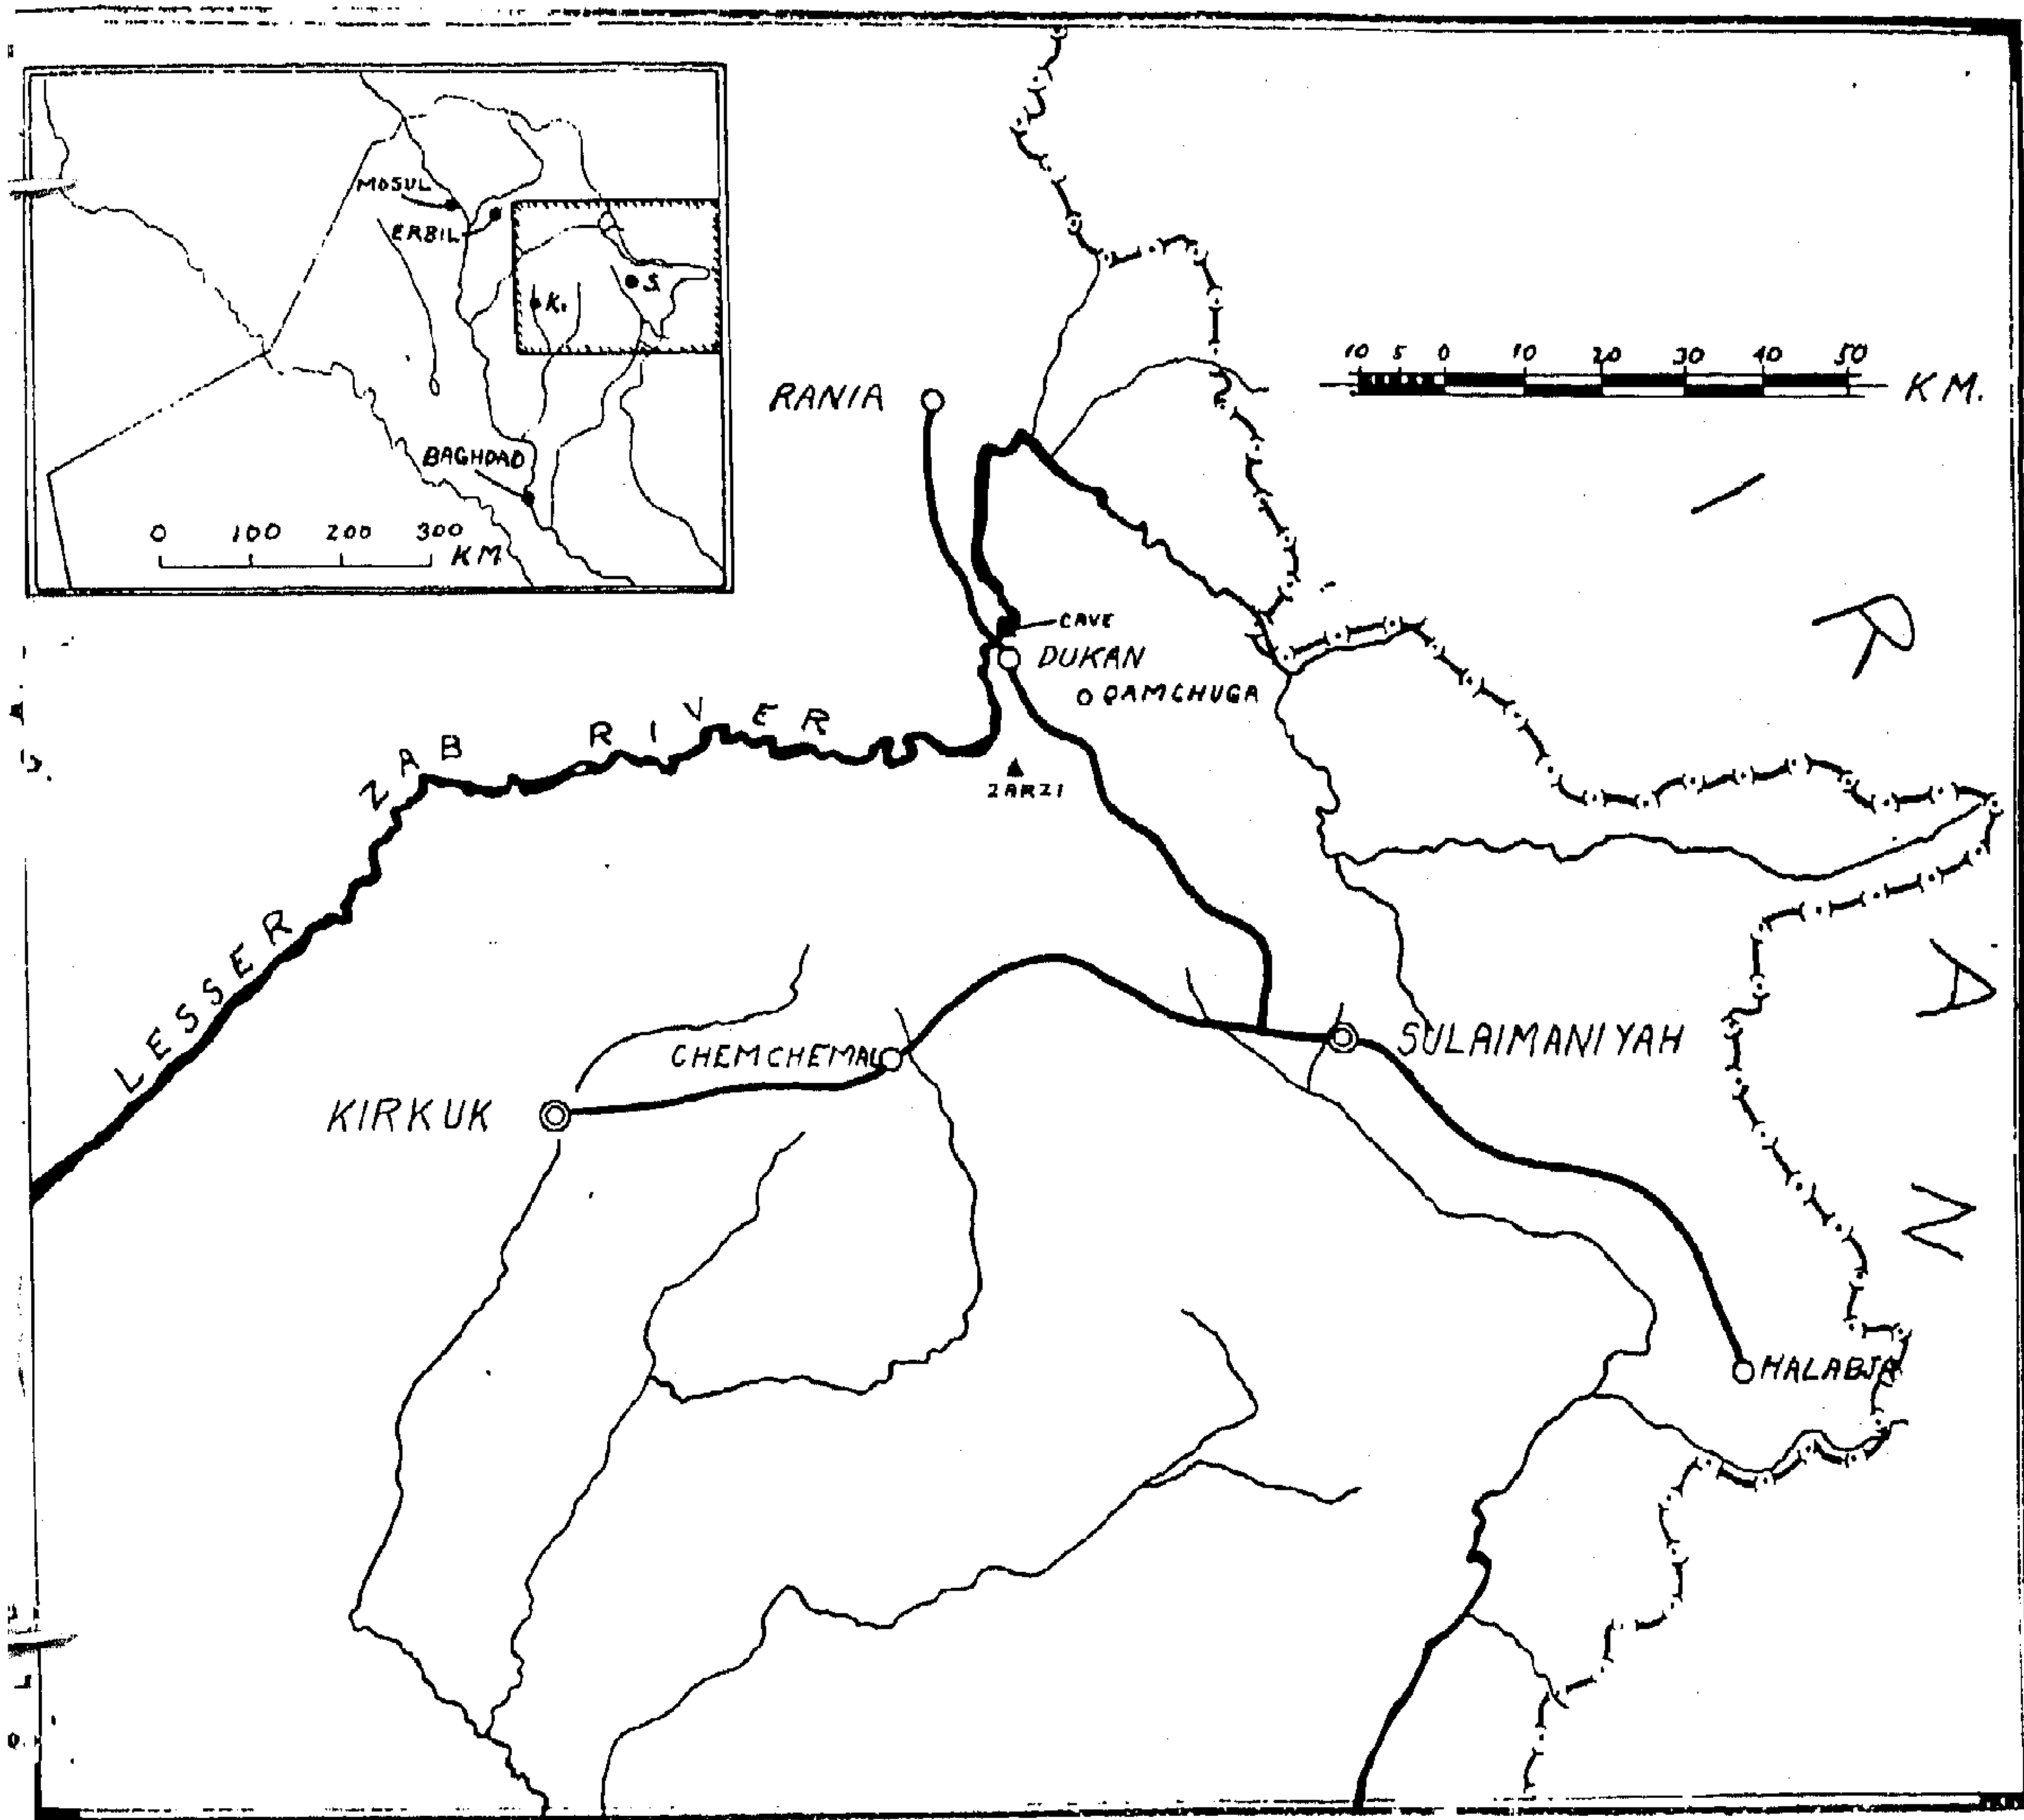 MOSUL
ERBIL
S.
K.
BAGHDAD
0 100 200 300
KM
RANIA
10 5 0 10 20 30 40 50
KM.
I R A N
CAVE
DUKAN
QAMCHUGA
ZARZI
LESSER ZAB RIVER
CHEMCHEMAL
SULAIMANIYAH
KIRKUK
HALABJA